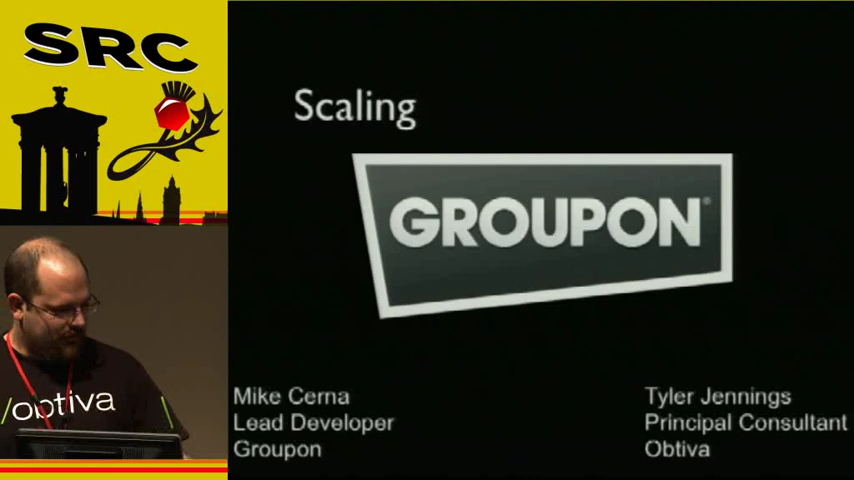 SRC
Scaling
GROUPON®
Mike Cerna
Lead Developer
Groupon
Tyler Jennings
Principal Consultant
Obtiva
/obtiva/